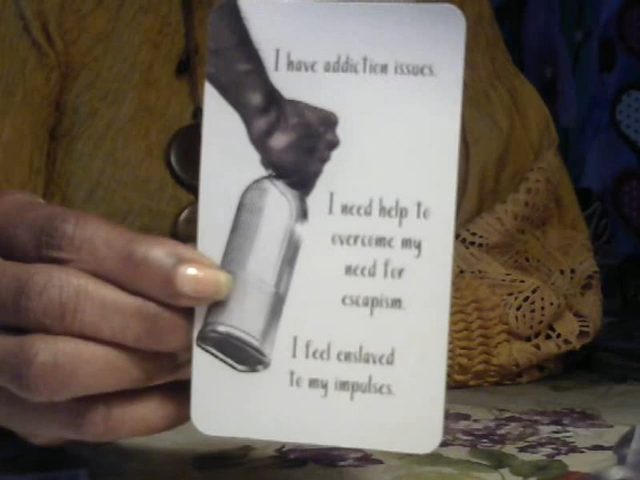 I have addiction issues.
I need help to
overcome my
need for
escapism.
I feel enslaved
to my impulses.